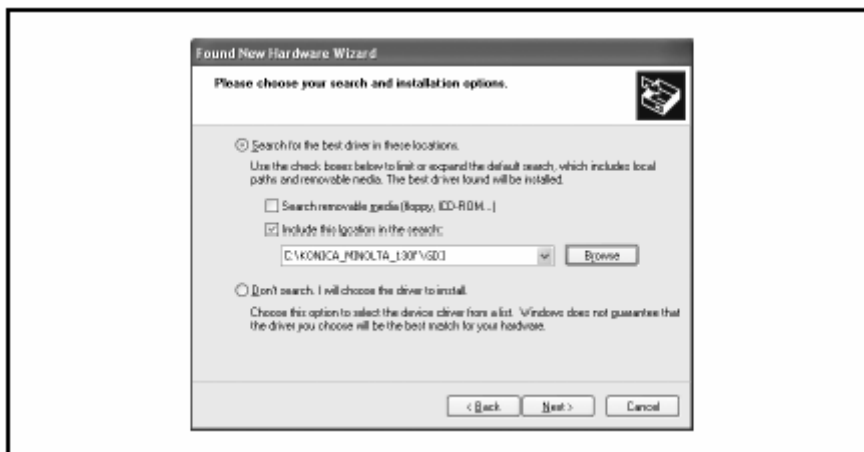 Found New Hardware Wizard
Please choose your search and installation options.
Search for the best driver in these locations.
Use the check boxes below to limit or expand the default search, which includes local
paths and removable media. The best driver found will be installed.
Search removable media (floppy, CD-ROM...)
Include this location in the search:
C:\KONICA_MINOLTA_130f\GDI
Browse
Don't search. I will choose the driver to install.
Choose this option to select the device driver from a list. Windows does not guarantee that
the driver you choose will be the best match for your hardware.
< Back
Next >
Cancel